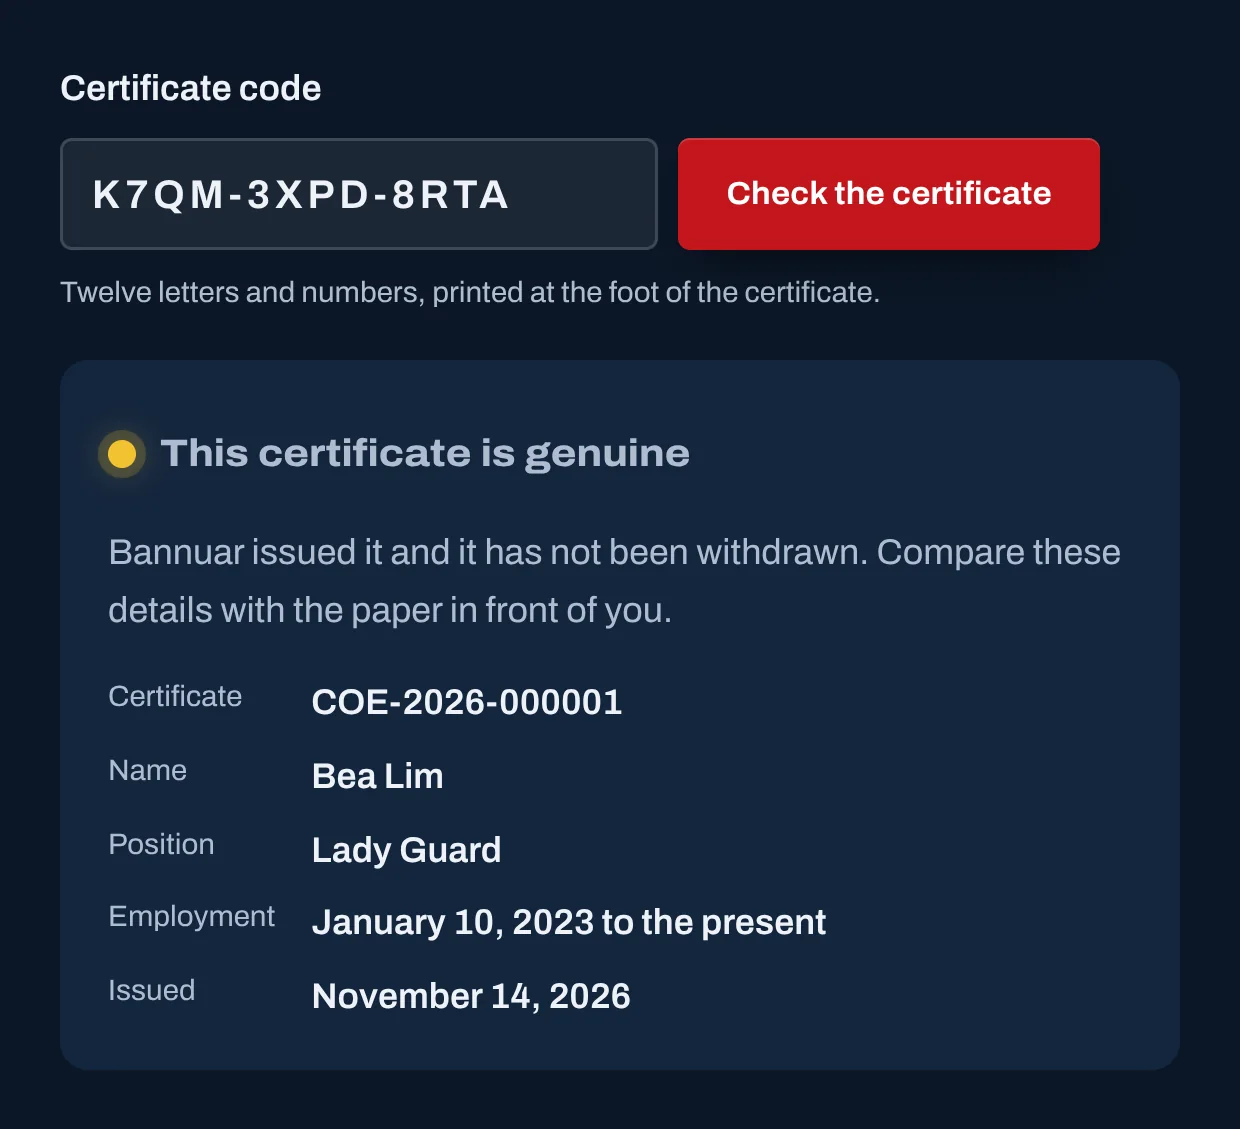 Certificate code
K7QM-3XPD-8RTA
Check the certificate
Twelve letters and numbers, printed at the foot of the certificate.
This certificate is genuine
Bannuar issued it and it has not been withdrawn. Compare these
details with the paper in front of you.
Certificate COE-2026-000001
Name Bea Lim
Position Lady Guard
Employment January 10, 2023 to the present
Issued November 14, 2026